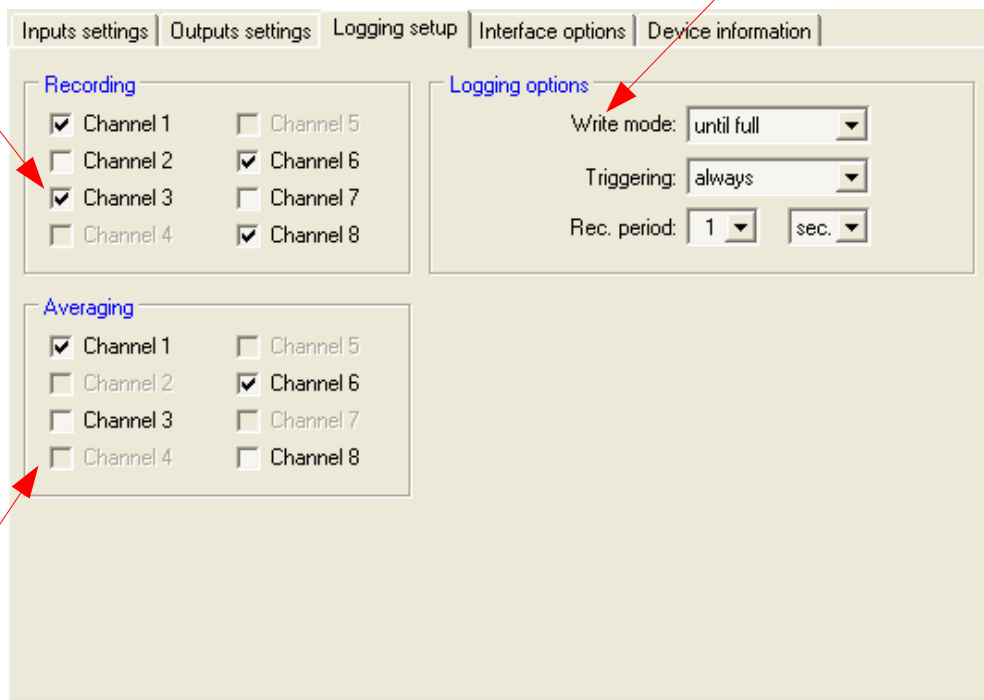 Inputs settings Outputs settings Logging setup Interface options Device information
Recording
Channel 1 Channel 5
Channel 2 Channel 6
Channel 3 Channel 7
Channel 4 Channel 8
Logging options
Write mode: until full
Triggering: always
Rec. period: 1 sec.
Averaging
Channel 1 Channel 5
Channel 2 Channel 6
Channel 3 Channel 7
Channel 4 Channel 8